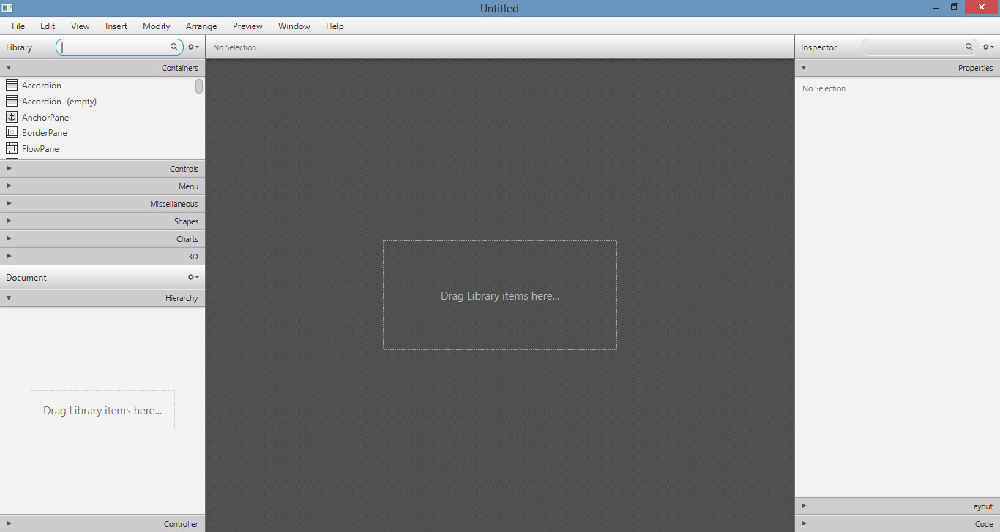 Untitled
File Edit View Insert Modify Arrange Preview Window Help
Library
No Selection
Inspector
Containers
Accordion
Accordion (empty)
AnchorPane
BorderPane
FlowPane
Controls
Menu
Miscellaneous
Shapes
Charts
3D
Document
Hierarchy
Drag Library items here...
Controller
Drag Library items here...
Properties
No Selection
Layout
Code